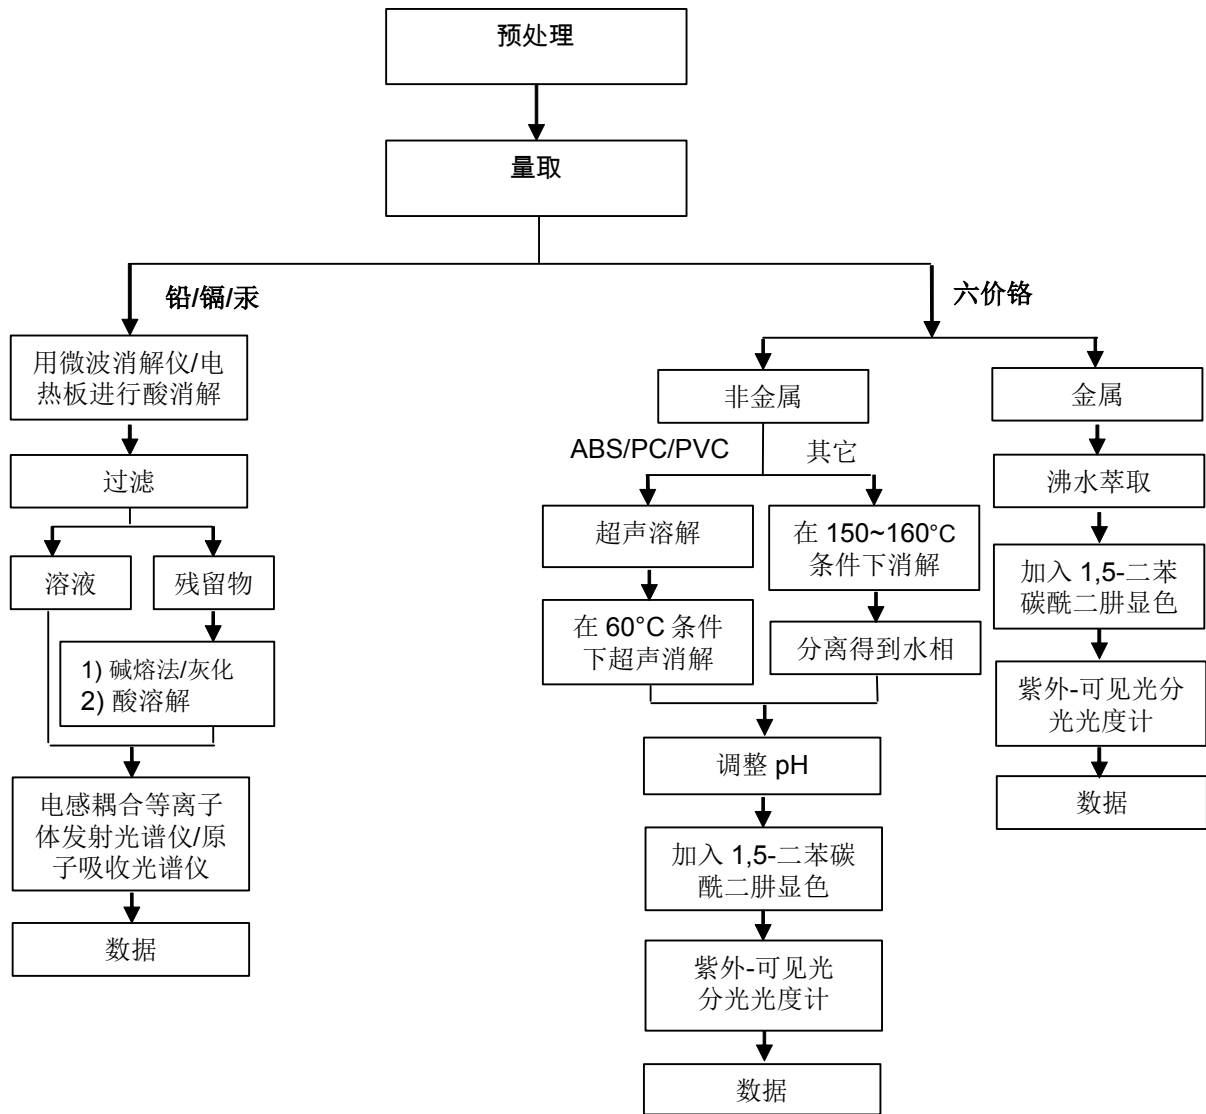 预处理
量取
铅/镉/汞
六价铬
用微波消解仪/电
热板进行酸消解
过滤
溶液
残留物
1) 碱熔法/灰化
2) 酸溶解
电感耦合等离子
体发射光谱仪/原
子吸收光谱仪
数据
非金属
ABS/PC/PVC
其它
超声溶解
在 60°C 条件
下超声消解
在 150~160°C
条件下消解
分离得到水相
调整 pH
加入 1,5-二苯碳
酰二肼显色
紫外-可见光
分光光度计
数据
金属
沸水萃取
加入 1,5-二苯
碳酰二肼显色
紫外-可见光分
光光度计
数据